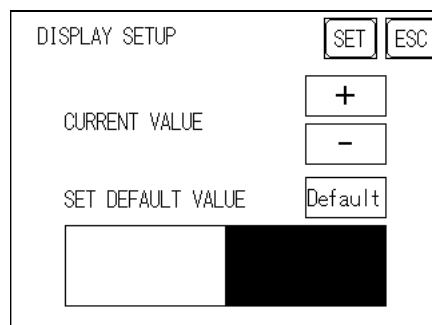 DISPLAY SETUP SET ESC
+
CURRENT VALUE
-
SET DEFAULT VALUE Default